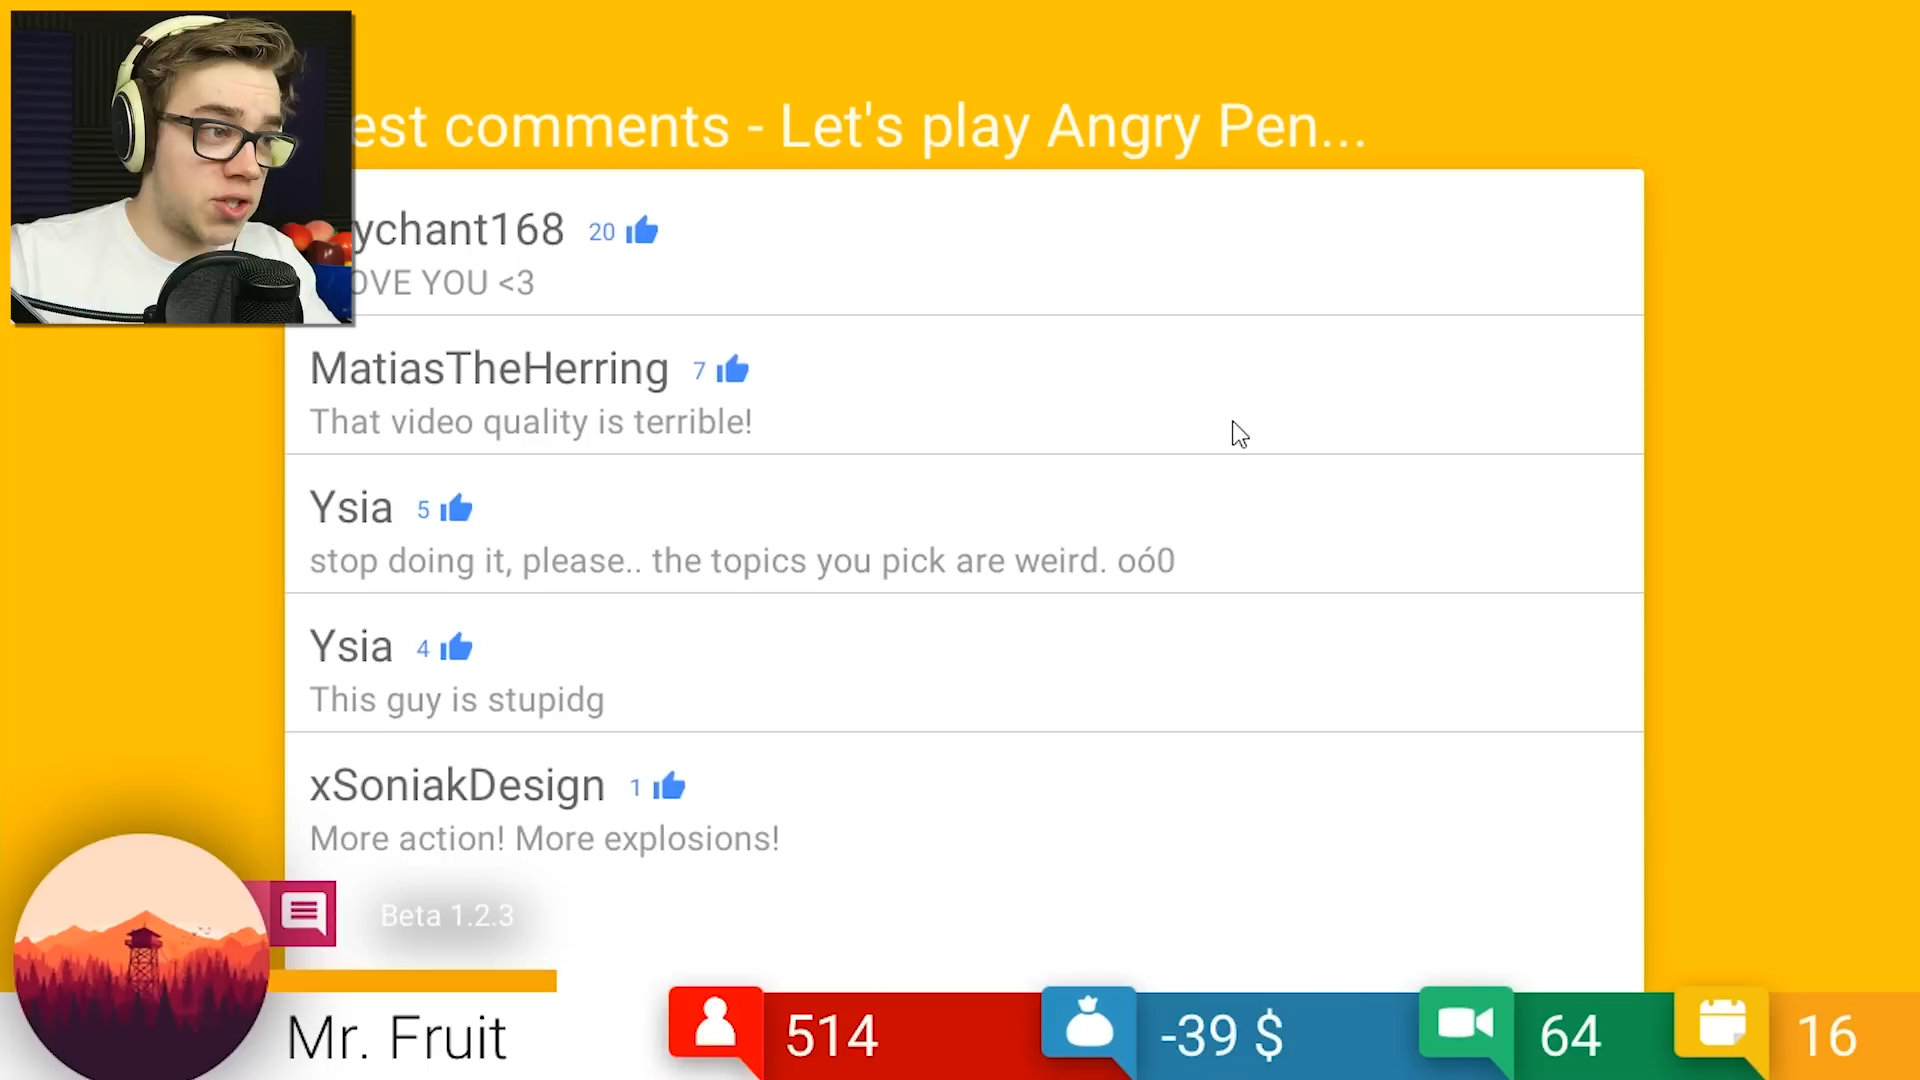 est comments - Let's play Angry Pen...
ychant168 20
OVE YOU <3
MatiasTheHerring 7
That video quality is terrible!
Ysia 5
stop doing it, please.. the topics you pick are weird. oó0
Ysia 4
This guy is stupidg
xSoniakDesign 1
More action! More explosions!
Beta 1.2.3
Mr. Fruit
514
-39 $
64
16